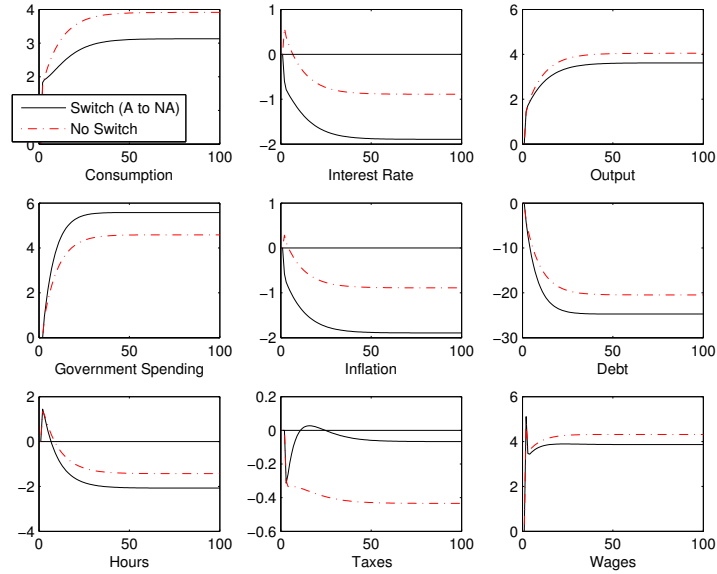 4
3
2
1
0
0 50 100
Consumption
Switch (A to NA)
No Switch
1
0
−1
−2
0 50 100
Interest Rate
6
4
2
0
0 50 100
Output
6
4
2
0
0 50 100
Government Spending
1
0
−1
−2
0 50 100
Inflation
0
−10
−20
−30
0 50 100
Debt
2
0
−2
−4
0 50 100
Hours
0.2
0
−0.2
−0.4
−0.6
0 50 100
Taxes
6
4
2
0
0 50 100
Wages